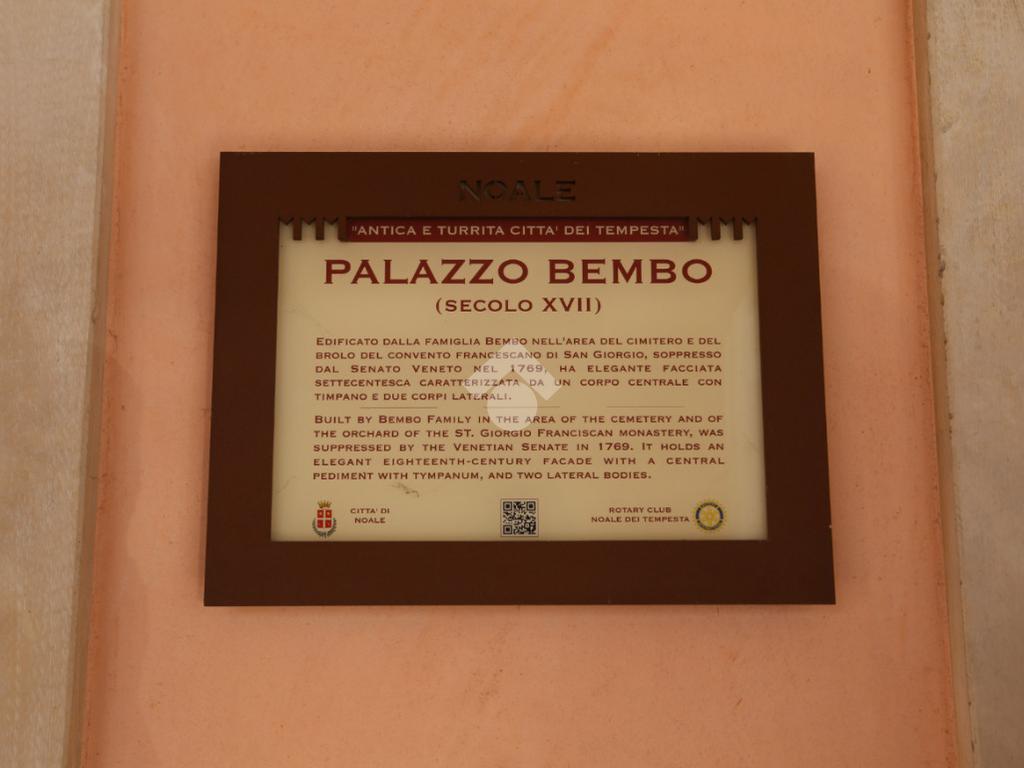 NOALE
"ANTICA E TURRITA CITTA' DEI TEMPESTA"
PALAZZO BEMBO
(SECOLO XVII)
EDIFICATO DALLA FAMIGLIA BEMBO NELL'AREA DEL CIMITERO E DEL
BROLO DEL CONVENTO FRANCESCANO DI SAN GIORGIO, SOPPRESSO
DAL SENATO VENETO NEL 1769, HA ELEGANTE FACCIATA
SETTECENTESCA CARATTERIZZATA DA UN CORPO CENTRALE CON
TIMPANO E DUE CORPI LATERALI.
BUILT BY BEMBO FAMILY IN THE AREA OF THE CEMETERY AND OF
THE ORCHARD OF THE ST. GIORGIO FRANCISCAN MONASTERY, WAS
SUPPRESSED BY THE VENETIAN SENATE IN 1769. IT HOLDS AN
ELEGANT EIGHTEENTH-CENTURY FACADE WITH A CENTRAL
PEDIMENT WITH TYMPANUM, AND TWO LATERAL BODIES.
CITTA' DI
NOALE
ROTARY CLUB
NOALE DEI TEMPESTA